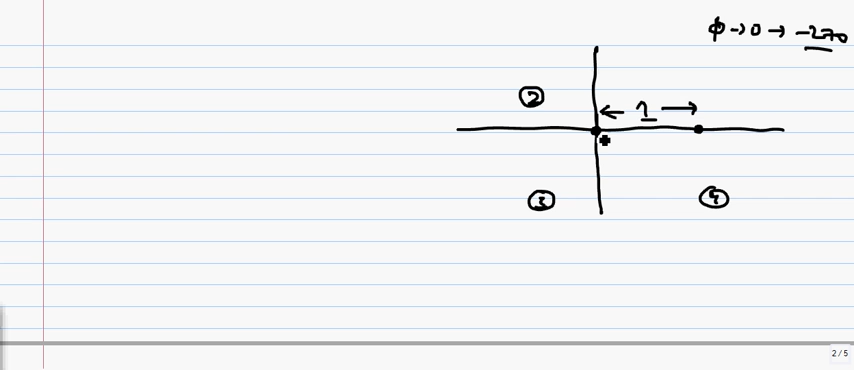 ϕ → 0 → -270
②
← 1 →
③
④
2 / 5